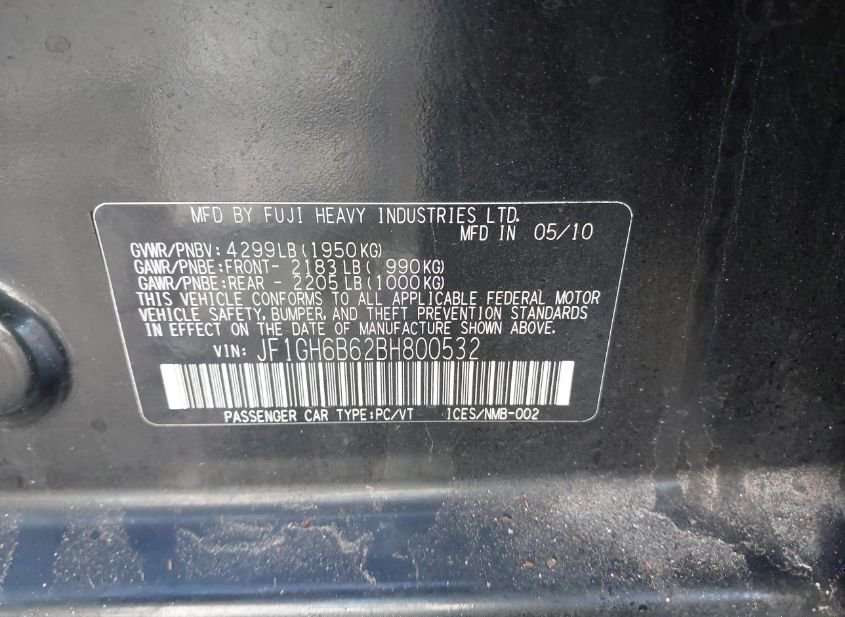 MFD BY FUJI HEAVY INDUSTRIES LTD.
MFD IN 05/10
GVWR/PNBV: 4299LB (1950KG)
GAWR/PNBE:FRONT- 2183LB ( 990KG)
GAWR/PNBE:REAR - 2205LB (1000KG)
THIS VEHICLE CONFORMS TO ALL APPLICABLE FEDERAL MOTOR
VEHICLE SAFETY, BUMPER, AND THEFT PREVENTION STANDARDS
IN EFFECT ON THE DATE OF MANUFACTURE SHOWN ABOVE.
VIN: JF1GH6B62BH800532
PASSENGER CAR TYPE:PC/VT ICES/NMB-002